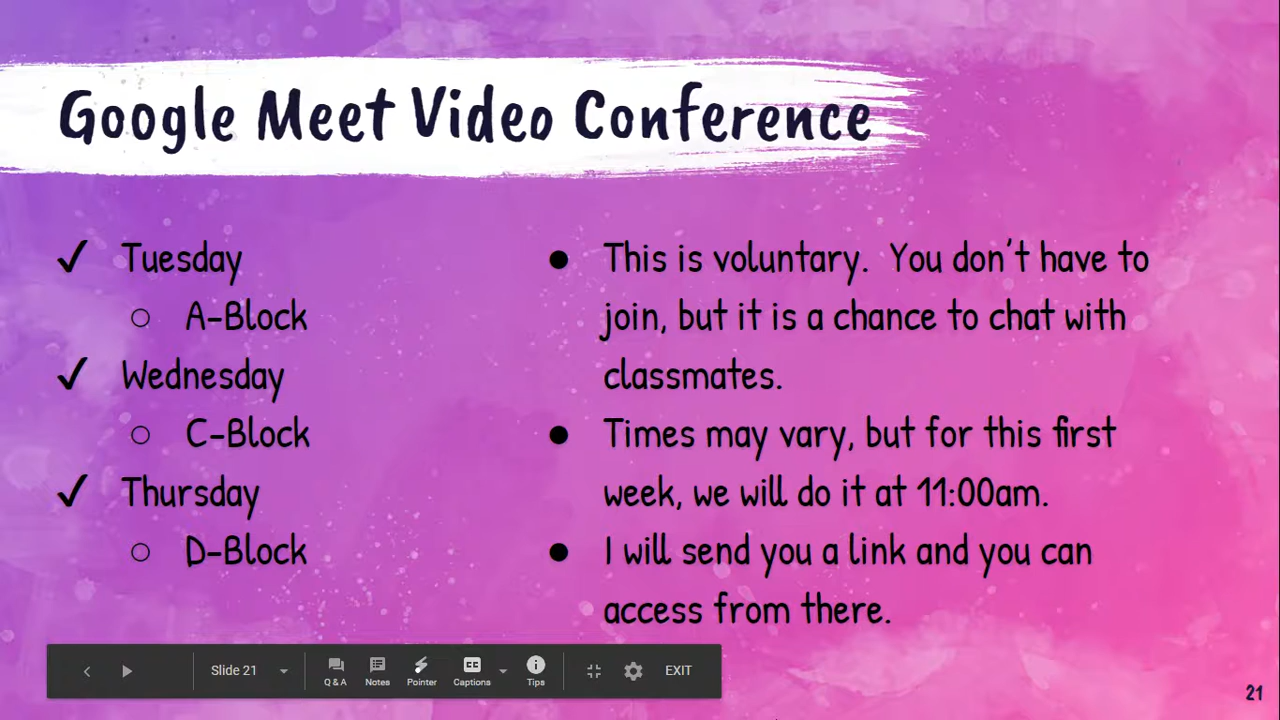 Google Meet Video Conference
✓ Tuesday
○ A-Block
✓ Wednesday
○ C-Block
✓ Thursday
○ D-Block
● This is voluntary. You don't have to
join, but it is a chance to chat with
classmates.
● Times may vary, but for this first
week, we will do it at 11:00am.
● I will send you a link and you can
access from there.
Slide 21
Q & A
Notes
Pointer
CC
Captions
Tips
EXIT
21